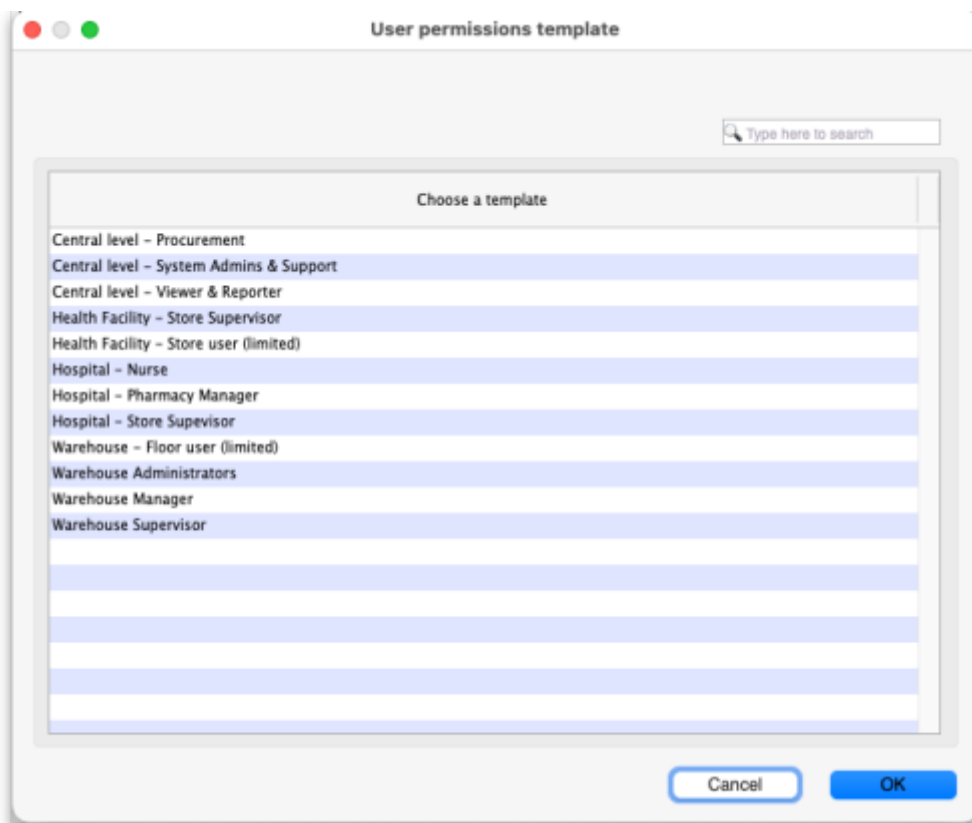 User permissions template
Type here to search
Choose a template
Central level – Procurement
Central level – System Admins & Support
Central level – Viewer & Reporter
Health Facility – Store Supervisor
Health Facility – Store user (limited)
Hospital – Nurse
Hospital – Pharmacy Manager
Hospital – Store Supevisor
Warehouse – Floor user (limited)
Warehouse Administrators
Warehouse Manager
Warehouse Supervisor
Cancel OK